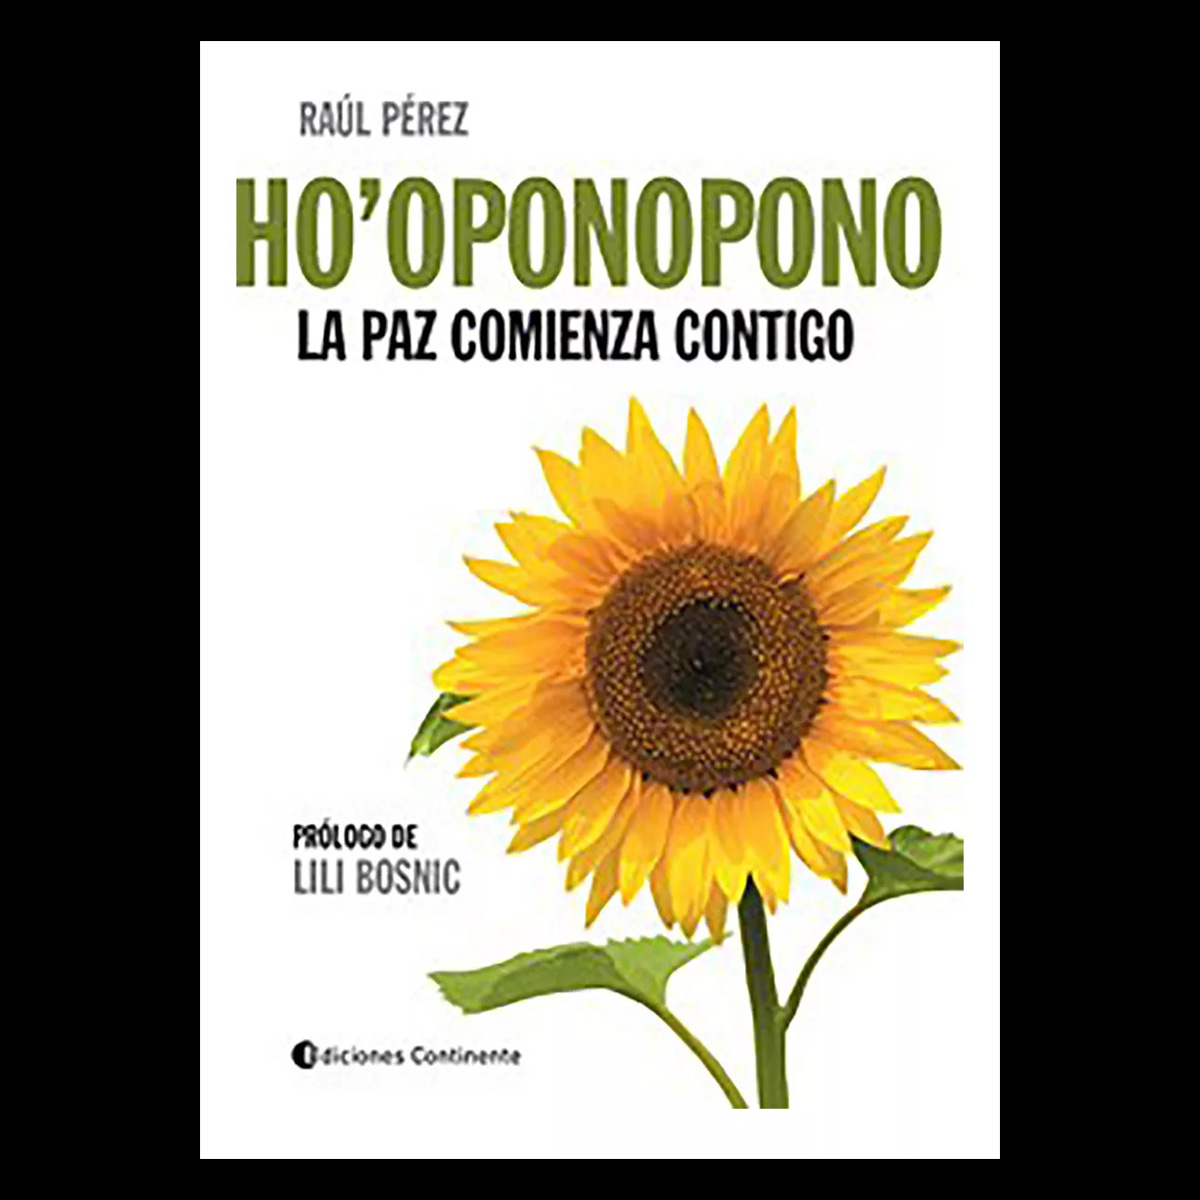 RAÚL PÉREZ
HO’OPONOPONO
LA PAZ COMIENZA CONTIGO
PRÓLOGO DE
LILI BOSNIC
Ediciones Continente